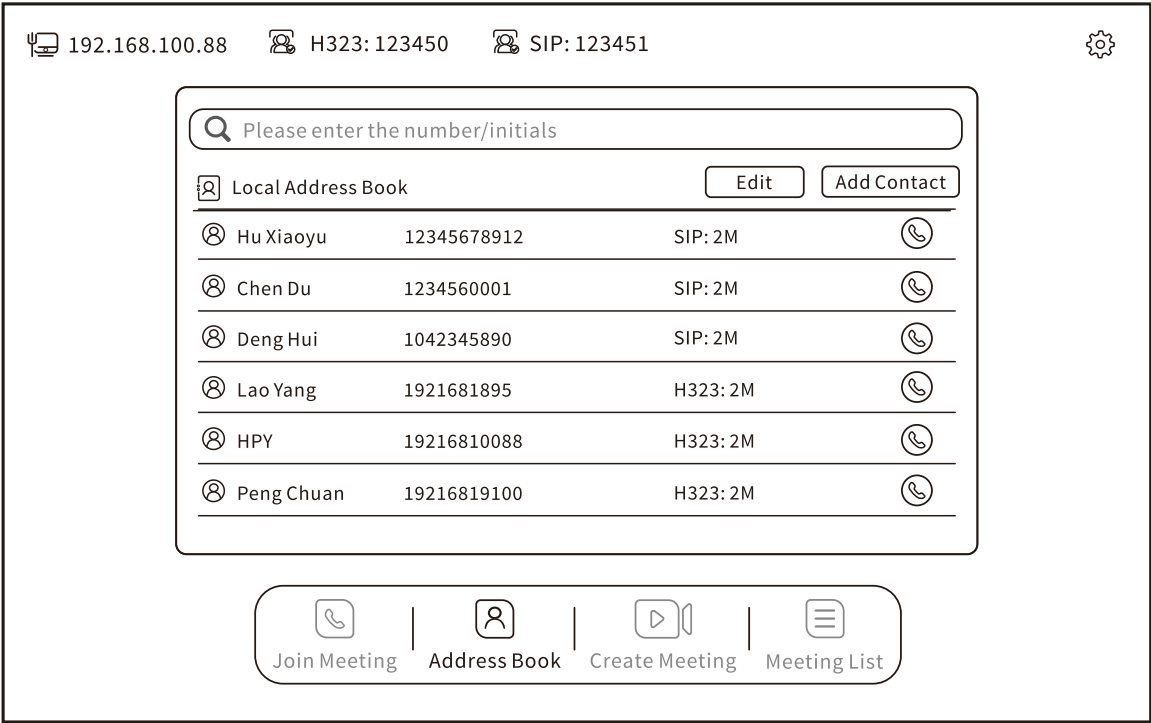 192.168.100.88 H323: 123450 SIP: 123451
Please enter the number/initials
Local Address Book Edit Add Contact
Hu Xiaoyu 12345678912 SIP: 2M
Chen Du 1234560001 SIP: 2M
Deng Hui 1042345890 SIP: 2M
Lao Yang 1921681895 H323: 2M
HPY 19216810088 H323: 2M
Peng Chuan 19216819100 H323: 2M
Join Meeting Address Book Create Meeting Meeting List